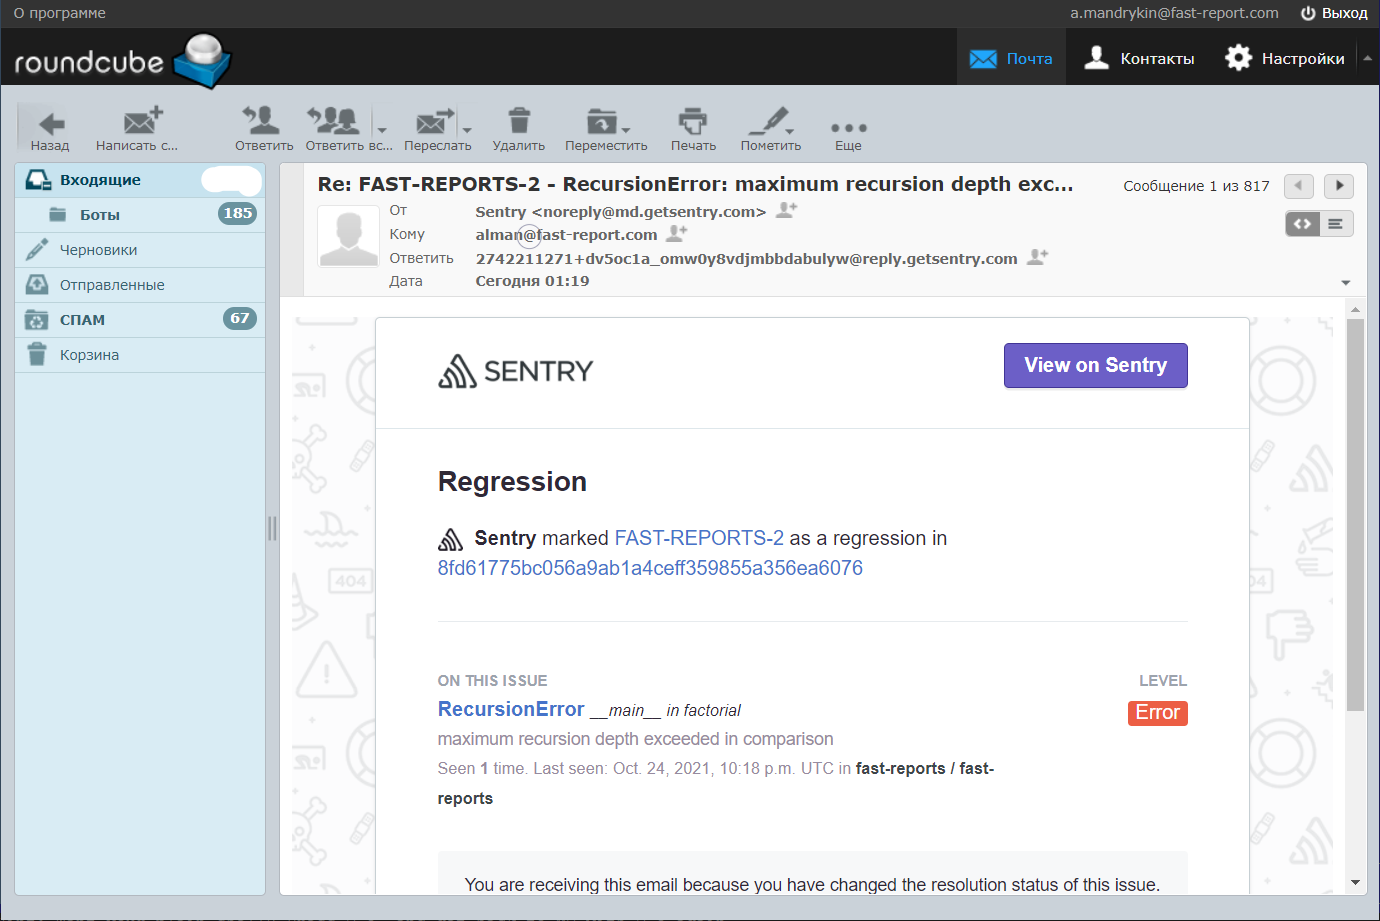 О программе
a.mandrykin@fast-report.com
Выход
roundcube
Почта
Контакты
Настройки
Назад
Написать с...
Ответить
Ответить вс...
Переслать
Удалить
Переместить
Печать
Пометить
Еще
Входящие
Боты
185
Черновики
Отправленные
СПАМ
67
Корзина
Re: FAST-REPORTS-2 - RecursionError: maximum recursion depth exc...
Сообщение 1 из 817
От Sentry <noreply@md.getsentry.com>
Кому alman@fast-report.com
Ответить 2742211271+dv5oc1a_omw0y8vdjmbbdabulyw@reply.getsentry.com
Дата Сегодня 01:19
SENTRY
View on Sentry
Regression
Sentry marked FAST-REPORTS-2 as a regression in
8fd61775bc056a9ab1a4ceff359855a356ea6076
ON THIS ISSUE
LEVEL
RecursionError __main__ in factorial
Error
maximum recursion depth exceeded in comparison
Seen 1 time. Last seen: Oct. 24, 2021, 10:18 p.m. UTC in fast-reports / fast-
reports
You are receiving this email because you have changed the resolution status of this issue.
404
04